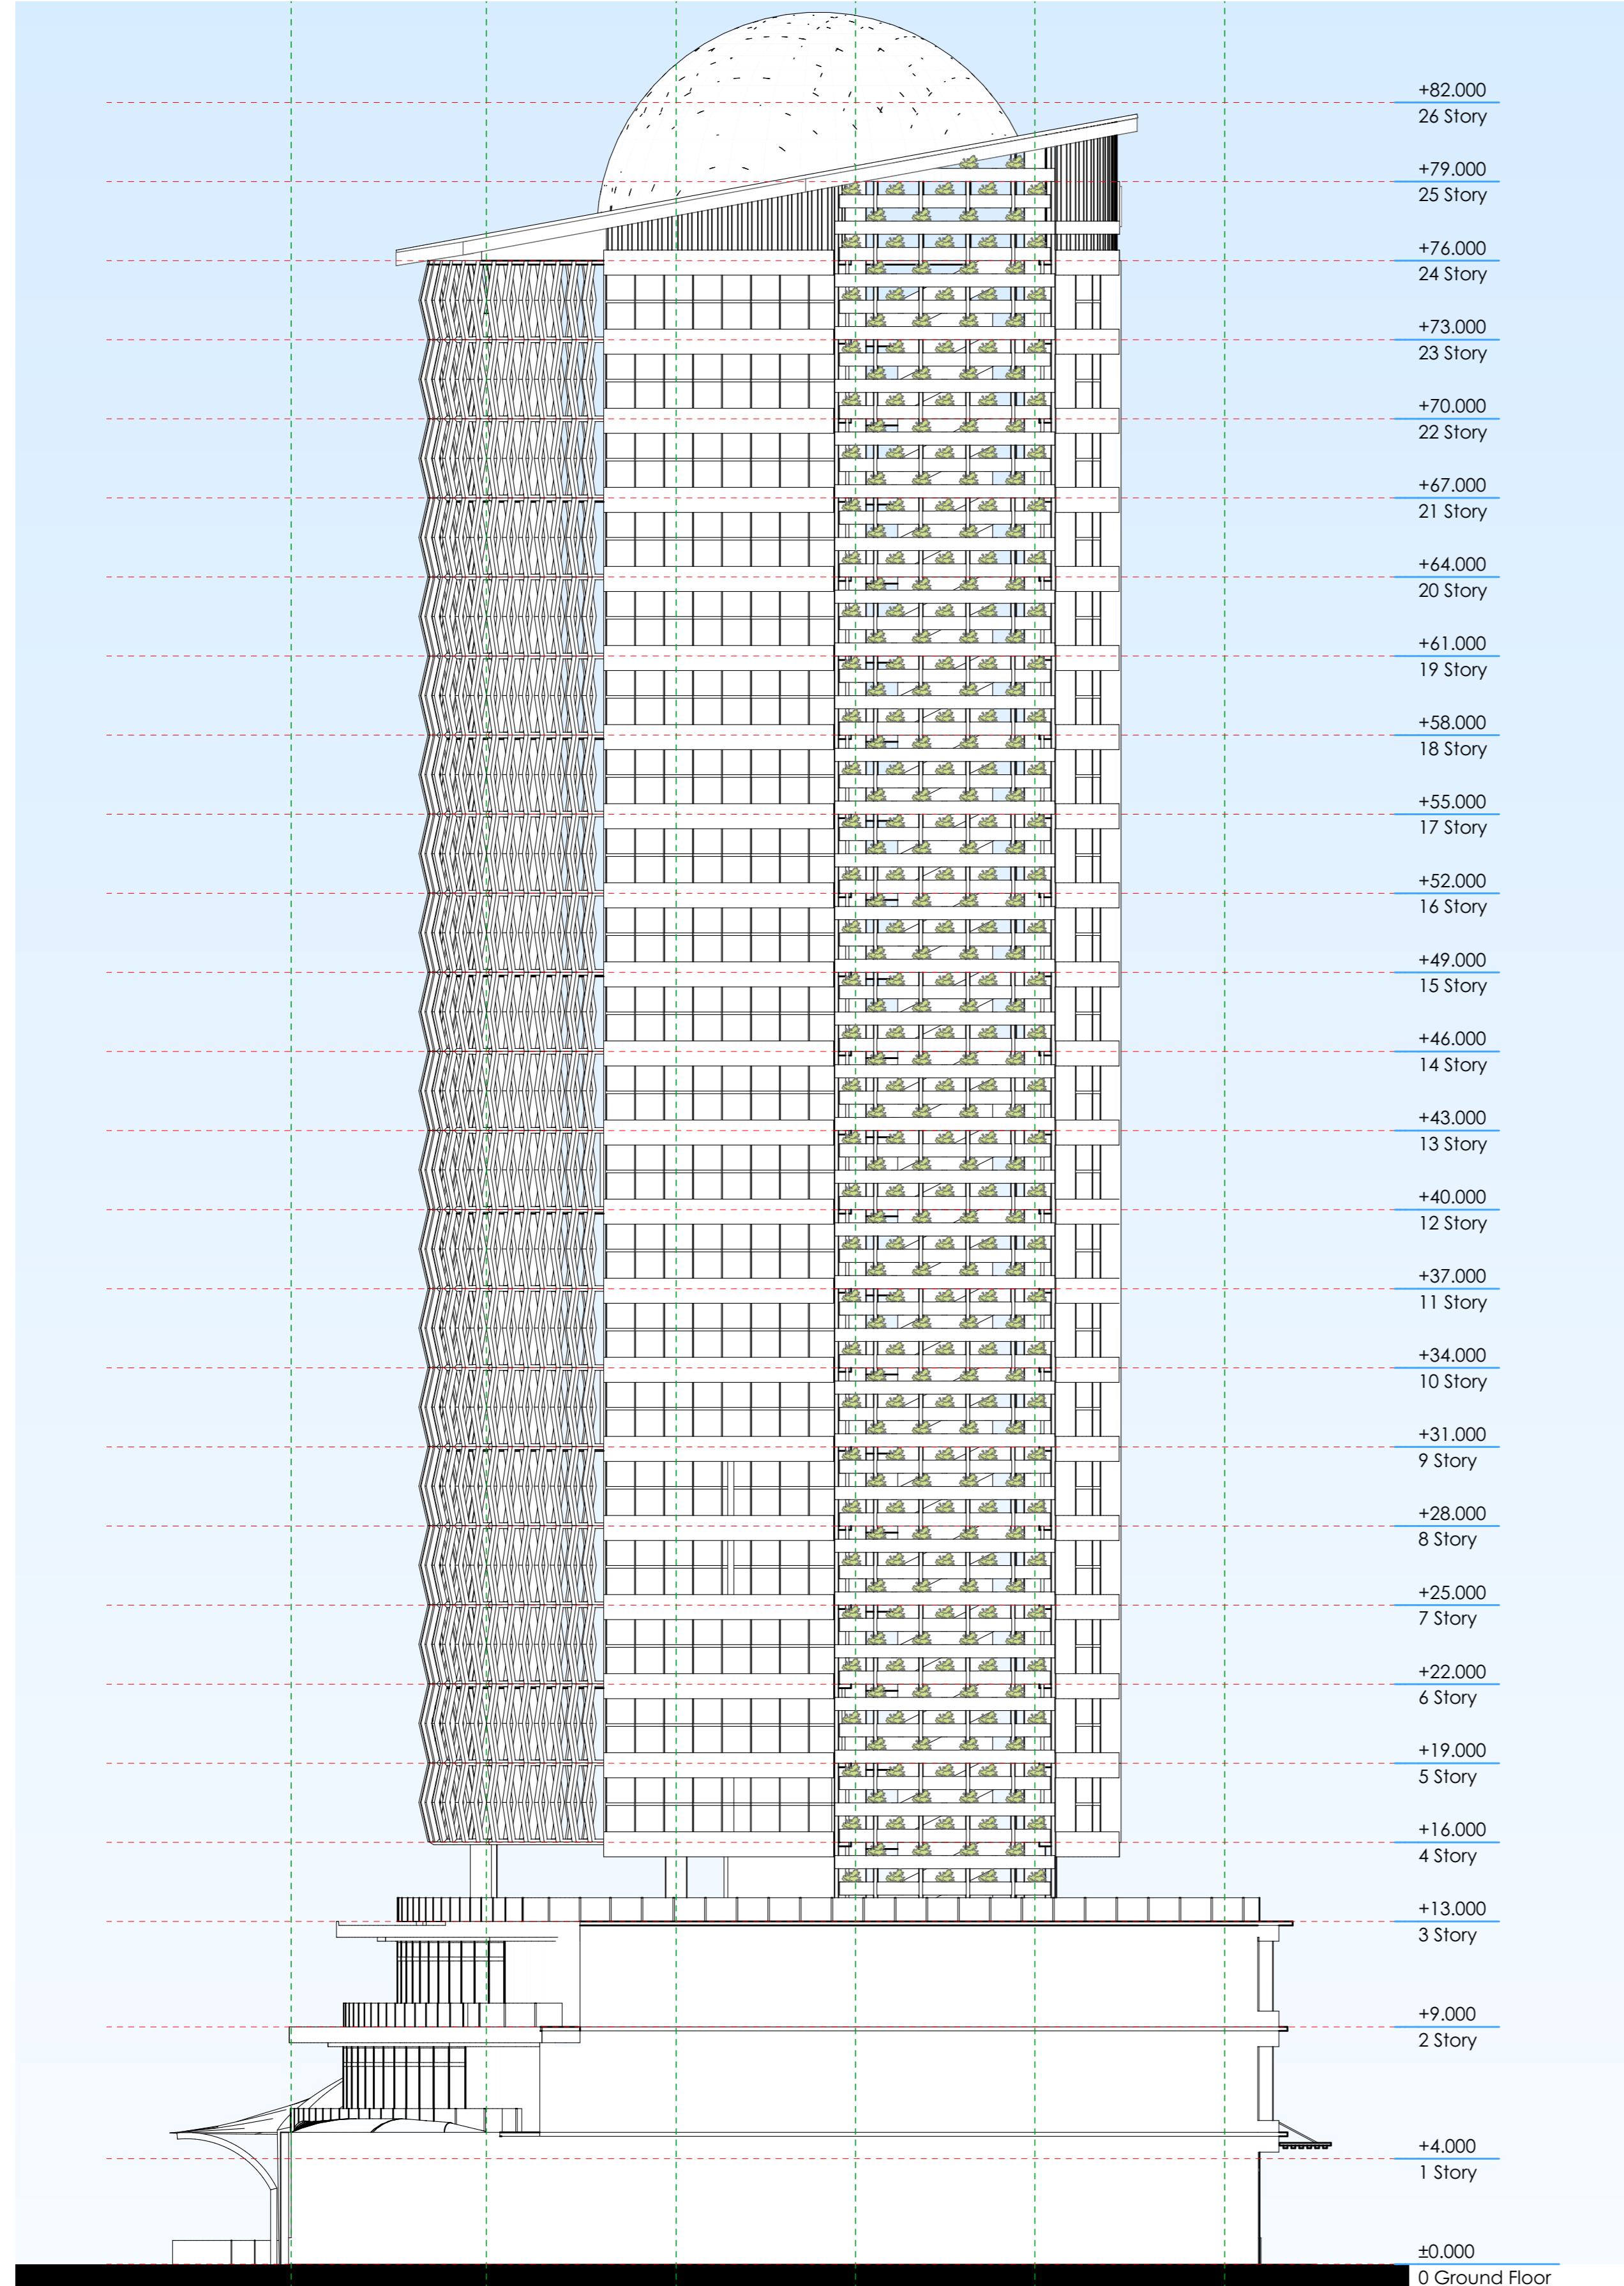 +82.000
26 Story
+79.000
25 Story
+76.000
24 Story
+73.000
23 Story
+70.000
22 Story
+67.000
21 Story
+64.000
20 Story
+61.000
19 Story
+58.000
18 Story
+55.000
17 Story
+52.000
16 Story
+49.000
15 Story
+46.000
14 Story
+43.000
13 Story
+40.000
12 Story
+37.000
11 Story
+34.000
10 Story
+31.000
9 Story
+28.000
8 Story
+25.000
7 Story
+22.000
6 Story
+19.000
5 Story
+16.000
4 Story
+13.000
3 Story
+9.000
2 Story
+4.000
1 Story
±0.000
0 Ground Floor